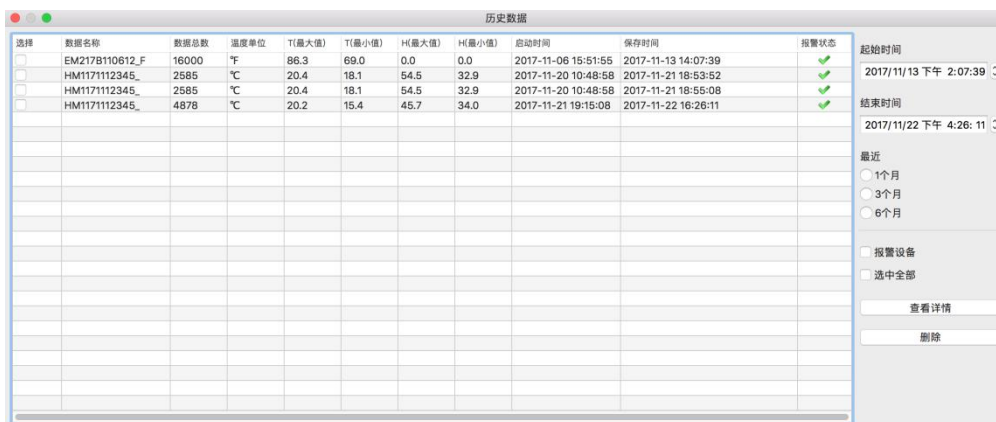 历史数据
选择 数据名称 数据总数 温度单位 T(最大值) T(最小值) H(最大值) H(最小值) 启动时间 保存时间 报警状态
EM217B110612_F 16000 ℉ 86.3 69.0 0.0 0.0 2017-11-06 15:51:55 2017-11-13 14:07:39
HM1171112345_ 2585 ℃ 20.4 18.1 54.5 32.9 2017-11-20 10:48:58 2017-11-21 18:53:52
HM1171112345_ 2585 ℃ 20.4 18.1 54.5 32.9 2017-11-20 10:48:58 2017-11-21 18:55:08
HM1171112345_ 4878 ℃ 20.2 15.4 45.7 34.0 2017-11-21 19:15:08 2017-11-22 16:26:11
起始时间
2017/11/13 下午 2:07:39
结束时间
2017/11/22 下午 4:26: 11
最近
1个月
3个月
6个月
报警设备
选中全部
查看详情
删除